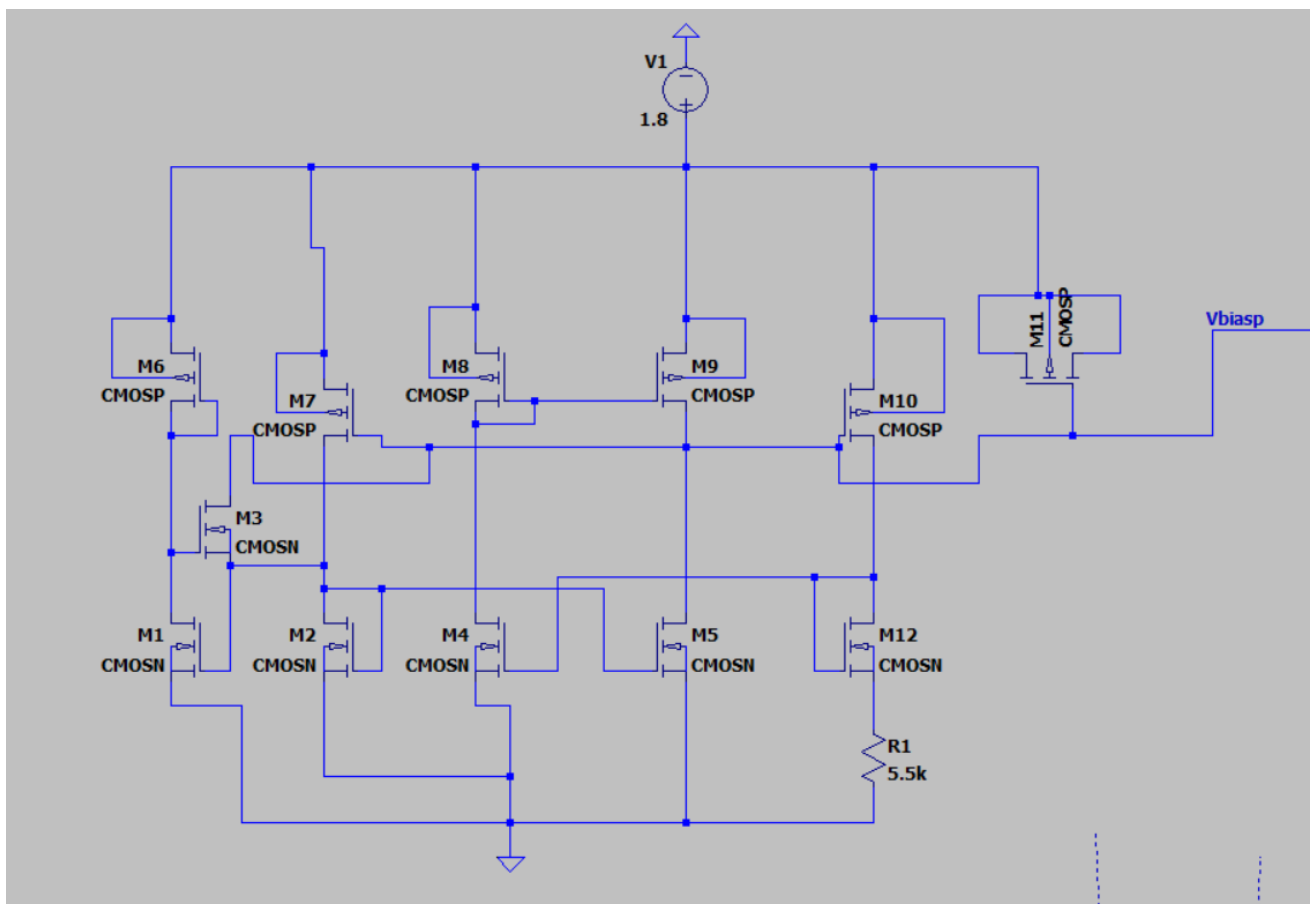 V1
1.8
Vbiasp
M11
CMOSP
M6
CMOSP
M7
CMOSP
M8
CMOSP
M9
CMOSP
M10
CMOSP
M3
CMOSN
M1
CMOSN
M2
CMOSN
M4
CMOSN
M5
CMOSN
M12
CMOSN
R1
5.5k